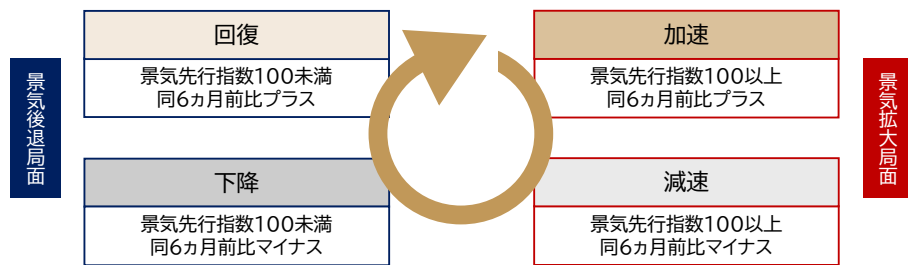 景気後退局面
回復
景気先行指数100未満
同6ヵ月前比プラス
下降
景気先行指数100未満
同6ヵ月前比マイナス
加速
景気先行指数100以上
同6ヵ月前比プラス
減速
景気先行指数100以上
同6ヵ月前比マイナス
景気拡大局面